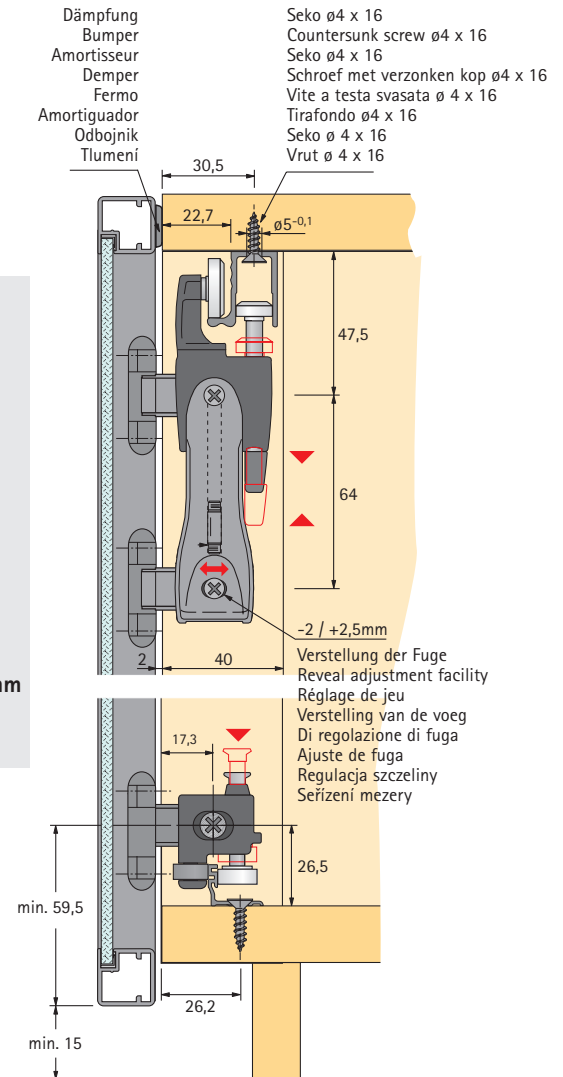 Dämpfung
Bumper
Amortisseur
Demper
Fermo
Amortiguador
Odbojnik
Tlumení
Seko ø4 x 16
Countersunk screw ø4 x 16
Seko ø4 x 16
Schroef met verzonken kop ø4 x 16
Vite a testa svasata ø 4 x 16
Tirafondo ø4 x 16
Seko ø 4 x 16
Vrut ø 4 x 16
30,5
22,7
ø5-0,1
47,5
64
-2 / +2,5mm
2
40
Verstellung der Fuge
Reveal adjustment facility
Réglage de jeu
Verstelling van de voeg
Di regolazione di fuga
Ajuste de fuga
Regulacja szczeliny
Seřízení mezery
17,3
26,5
min. 59,5
26,2
min. 15